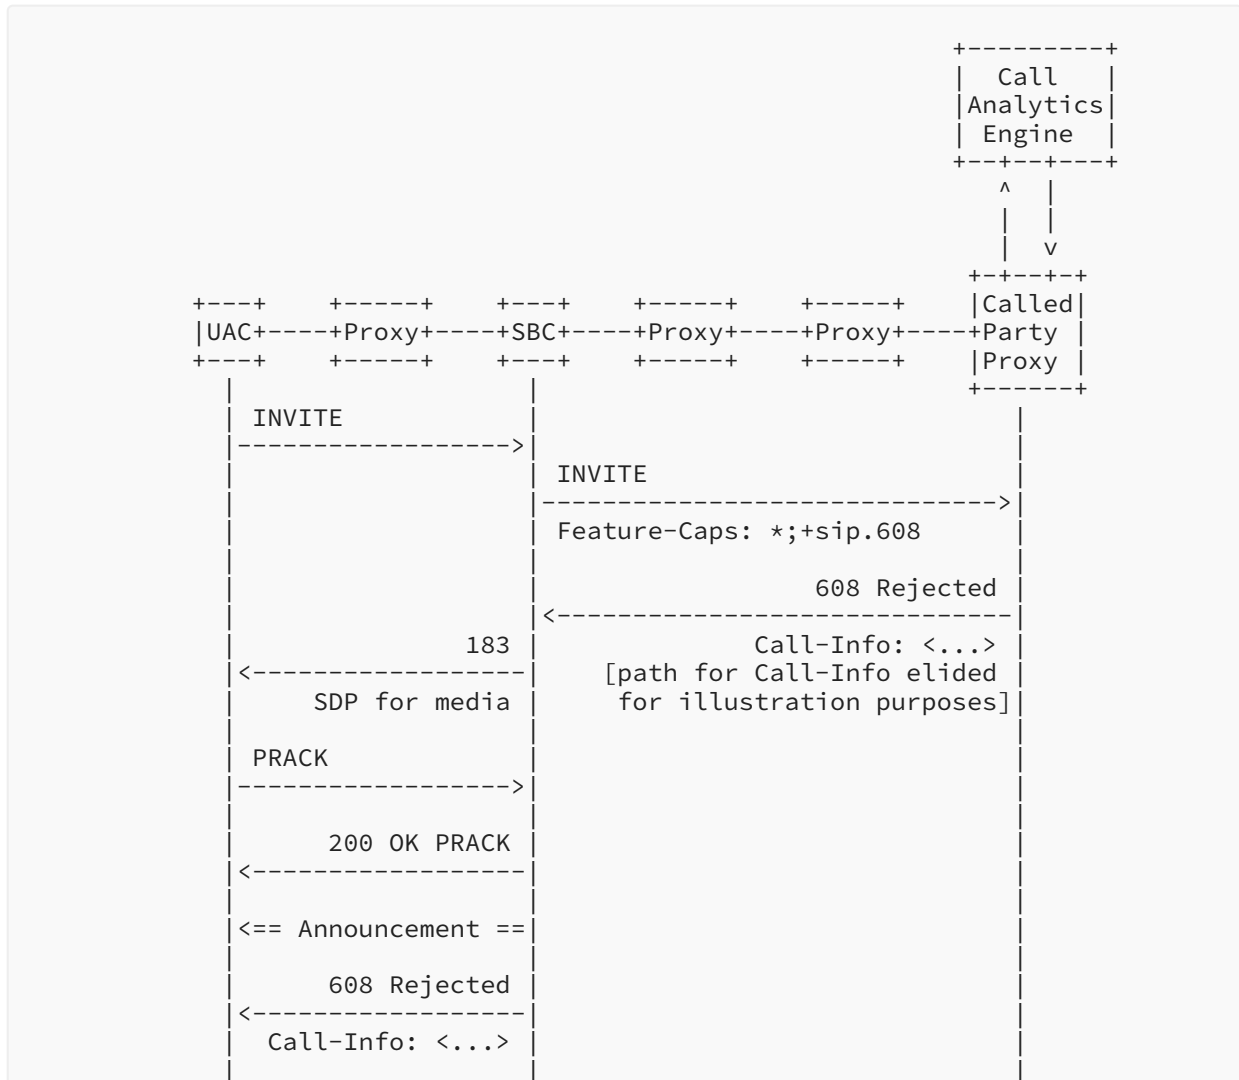 +---------+
|  Call   |
|Analytics|
| Engine  |
+--+--+---+
^  |
|  |
|  v
+-+--+-+
+---+    +-----+    +---+    +-----+    +-----+    |Called|
|UAC+----+Proxy+----+SBC+----+Proxy+----+Proxy+----+Party |
+---+    +-----+    +---+    +-----+    +-----+    |Proxy |
|                   |                            +------+
| INVITE            |                               |
|------------------>|                               |
|                   | INVITE                        |
|                   |------------------------------>|
|                   | Feature-Caps: *;+sip.608      |
|                   |                               |
|                   |                  608 Rejected |
|                   |<------------------------------|
|               183 |              Call-Info: <...> |
|<------------------|    [path for Call-Info elided |
|     SDP for media |     for illustration purposes]|
|                   |                               |
| PRACK             |                               |
|------------------>|                               |
|                   |                               |
|      200 OK PRACK |                               |
|<------------------|                               |
|                   |                               |
|<== Announcement ==|                               |
|                   |                               |
|      608 Rejected |                               |
|<------------------|                               |
|  Call-Info: <...> |                               |
|                   |                               |